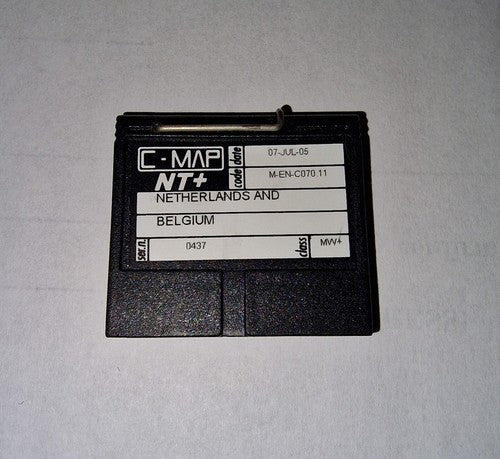 C-MAP date 07-JUL-05
NT+ code M-EN-C070.11
NETHERLANDS AND
BELGIUM
ser.n. 0437 class MW+